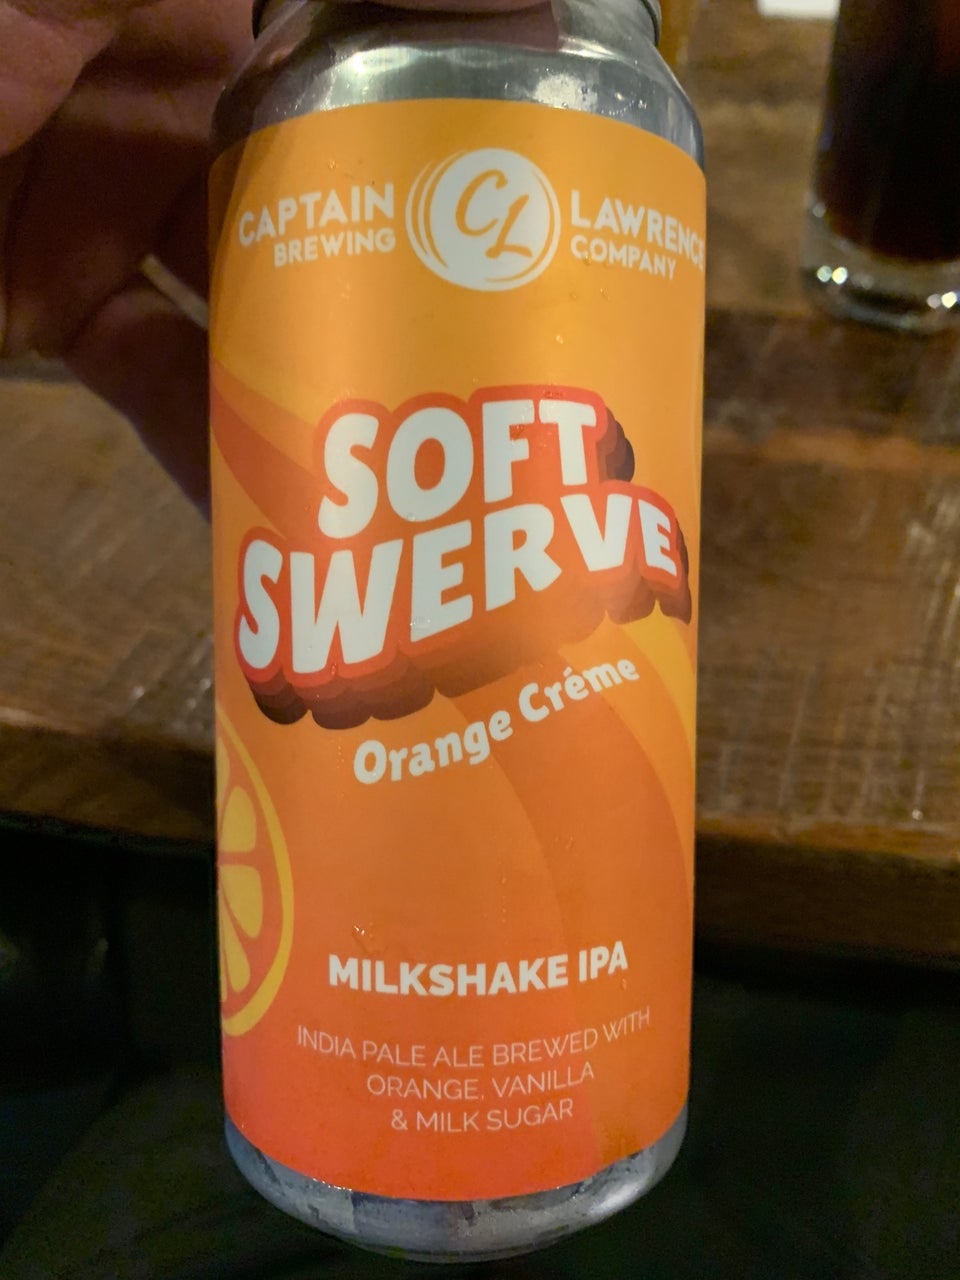 CAPTAIN BREWING
CL
LAWRENCE COMPANY
SOFT
SWERVE
Orange Créme
MILKSHAKE IPA
INDIA PALE ALE BREWED WITH
ORANGE, VANILLA
& MILK SUGAR